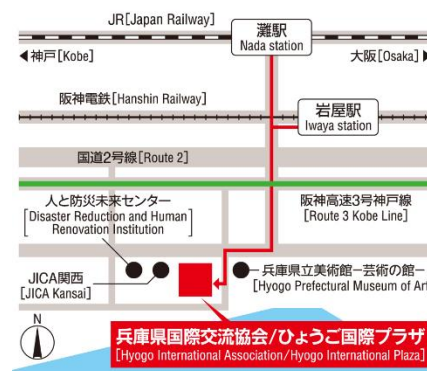 JR[Japan Railway]
灘駅
Nada station
神戸[Kobe]
大阪[Osaka]
阪神電鉄[Hanshin Railway]
岩屋駅
Iwaya station
国道2号線[Route 2]
人と防災未来センター
[Disaster Reduction and Human
Renovation Institution]
阪神高速3号神戸線
[Route 3 Kobe Line]
JICA関西
[JICA Kansai]
兵庫県立美術館―芸術の館―
[Hyogo Prefectural Museum of Art
N
兵庫県国際交流協会/ひょうご国際プラザ
[Hyogo International Association/Hyogo International Plaza]